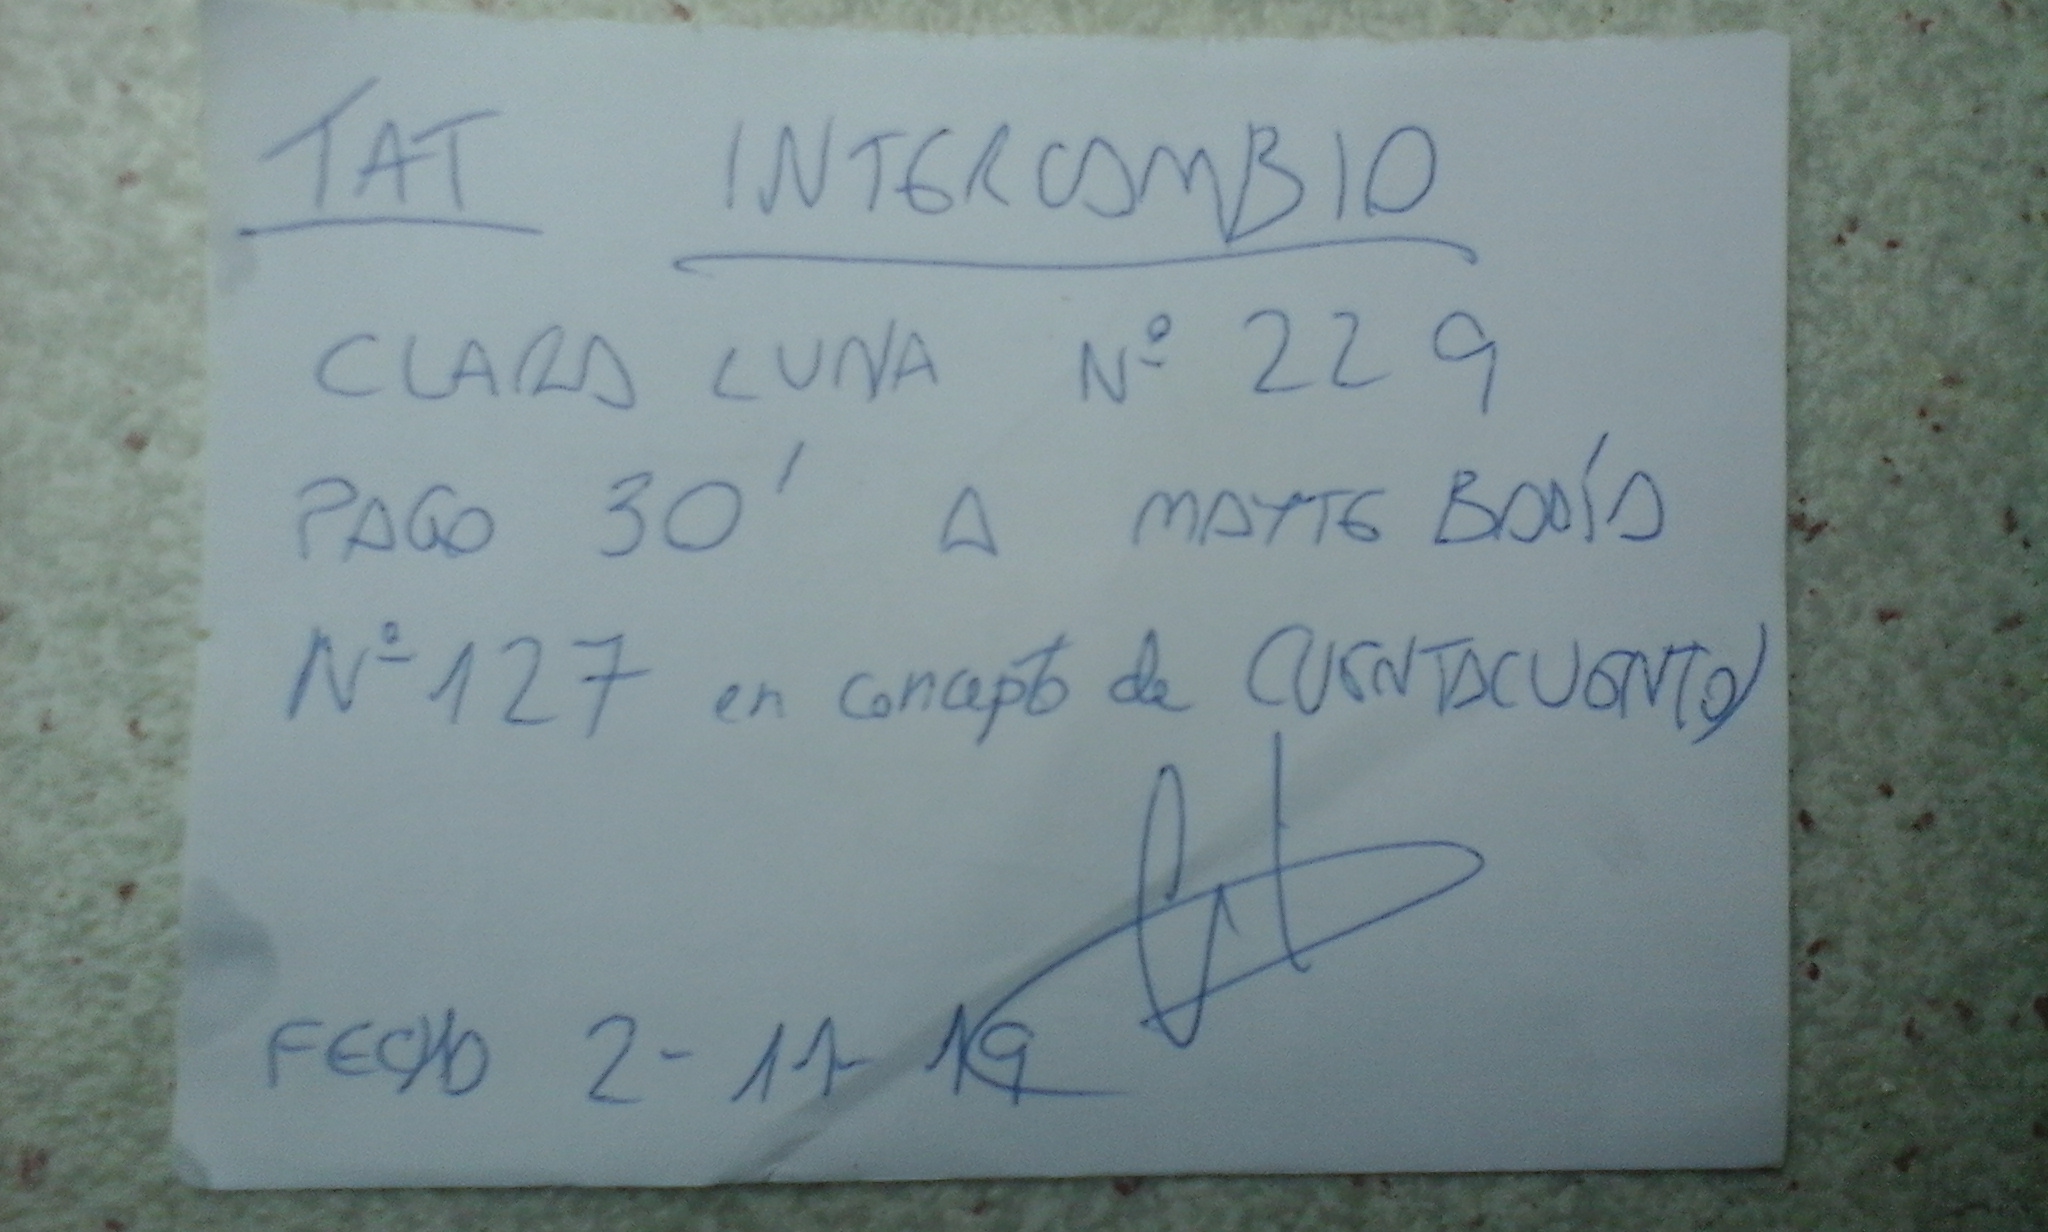 TAT INTERCAMBIO
CLARA LUNA Nº 229
PAGO 30' A MAYTE BADÍA
Nº 127 en concepto de CUENTACUENTOS
FECHA 2-11-19